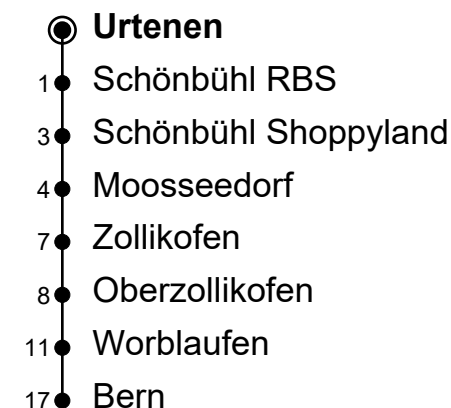 Urtenen
1 Schönbühl RBS
3 Schönbühl Shoppyland
4 Moosseedorf
7 Zollikofen
8 Oberzollikofen
11 Worblaufen
17 Bern